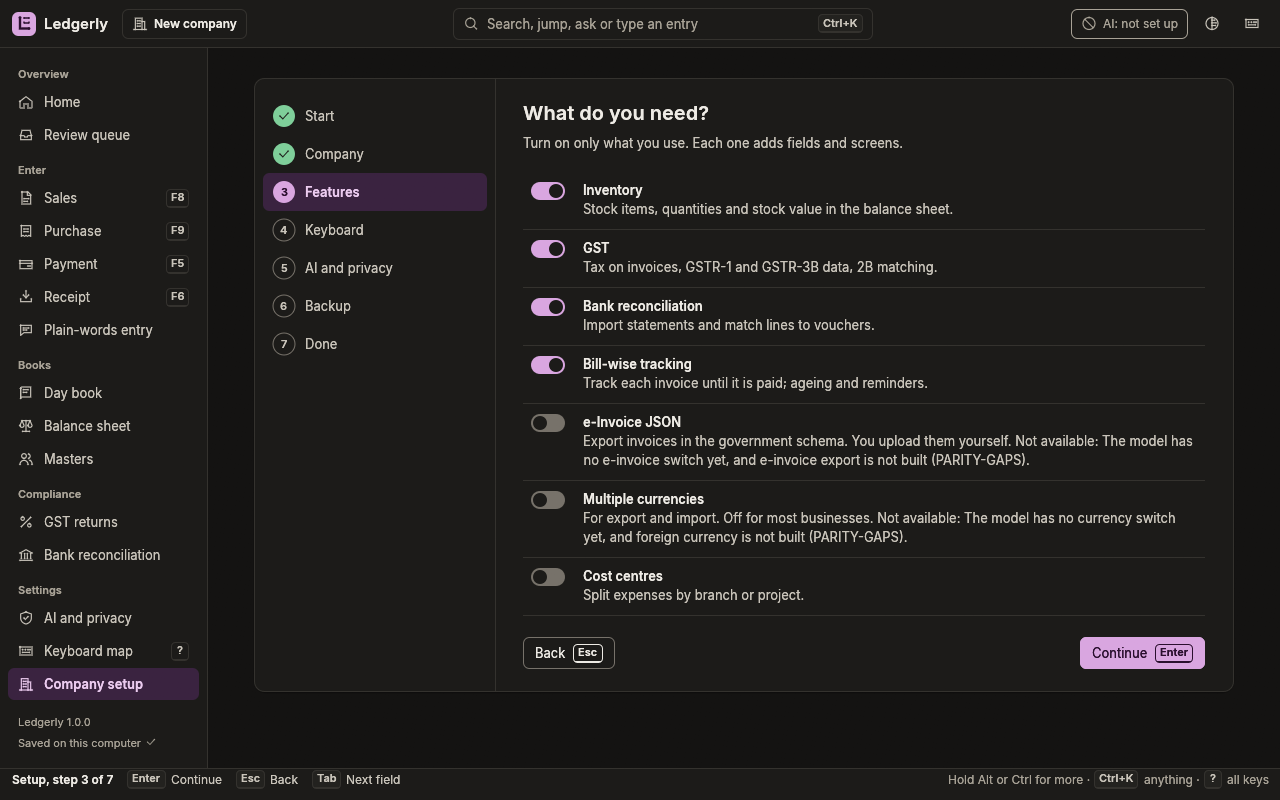 Ledgerly
New company
Search, jump, ask or type an entry
Ctrl+K
AI: not set up
Overview
Home
Review queue
Enter
Sales F8
Purchase F9
Payment F5
Receipt F6
Plain-words entry
Books
Day book
Balance sheet
Masters
Compliance
GST returns
Bank reconciliation
Settings
AI and privacy
Keyboard map ?
Company setup
Ledgerly 1.0.0
Saved on this computer
Start
Company
3 Features
4 Keyboard
5 AI and privacy
6 Backup
7 Done
What do you need?
Turn on only what you use. Each one adds fields and screens.
Inventory
Stock items, quantities and stock value in the balance sheet.
GST
Tax on invoices, GSTR-1 and GSTR-3B data, 2B matching.
Bank reconciliation
Import statements and match lines to vouchers.
Bill-wise tracking
Track each invoice until it is paid; ageing and reminders.
e-Invoice JSON
Export invoices in the government schema. You upload them yourself. Not available: The model has
no e-invoice switch yet, and e-invoice export is not built (PARITY-GAPS).
Multiple currencies
For export and import. Off for most businesses. Not available: The model has no currency switch
yet, and foreign currency is not built (PARITY-GAPS).
Cost centres
Split expenses by branch or project.
Back Esc
Continue Enter
Setup, step 3 of 7 Enter Continue Esc Back Tab Next field
Hold Alt or Ctrl for more · Ctrl+K anything · ? all keys